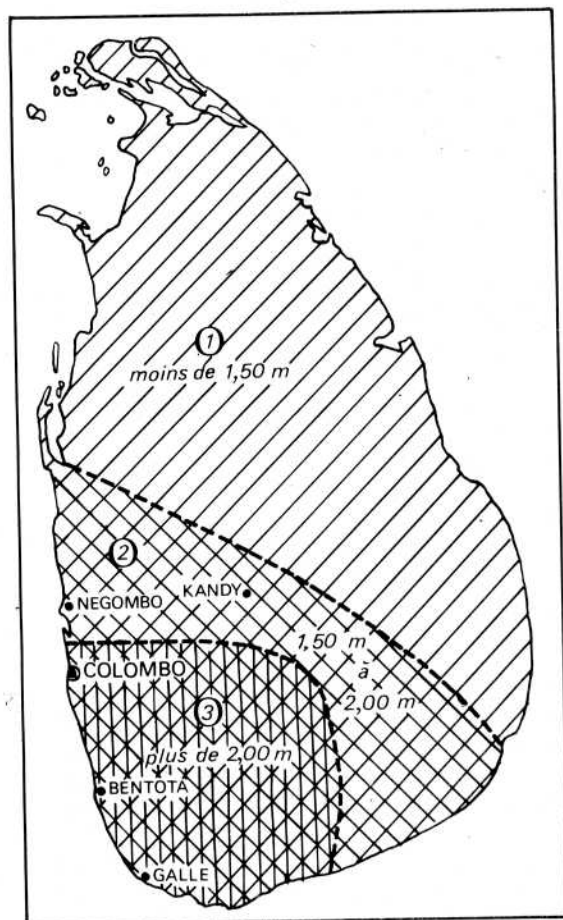 1
moins de 1,50 m
2
KANDY
NEGOMBO
1,50 m
à
2,00 m
COLOMBO
3
plus de 2,00 m
BENTOTA
GALLE